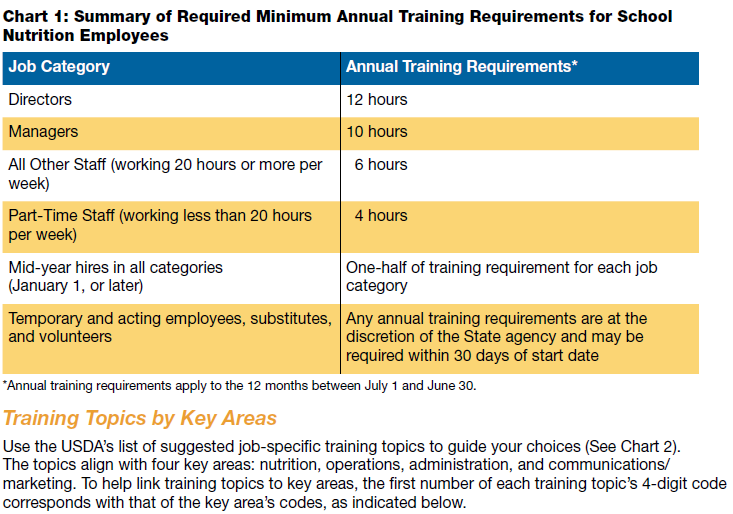 Chart 1: Summary of Required Minimum Annual Training Requirements for School
Nutrition Employees
Job Category
Annual Training Requirements*
Directors
12 hours
Managers
10 hours
All Other Staff (working 20 hours or more per
week)
6 hours
Part-Time Staff (working less than 20 hours
per week)
4 hours
Mid-year hires in all categories
(January 1, or later)
One-half of training requirement for each job
category
Temporary and acting employees, substitutes,
and volunteers
Any annual training requirements are at the
discretion of the State agency and may be
required within 30 days of start date
*Annual training requirements apply to the 12 months between July 1 and June 30.
Training Topics by Key Areas
Use the USDA's list of suggested job-specific training topics to guide your choices (See Chart 2).
The topics align with four key areas: nutrition, operations, administration, and communications/
marketing. To help link training topics to key areas, the first number of each training topic's 4-digit code
corresponds with that of the key area's codes, as indicated below.